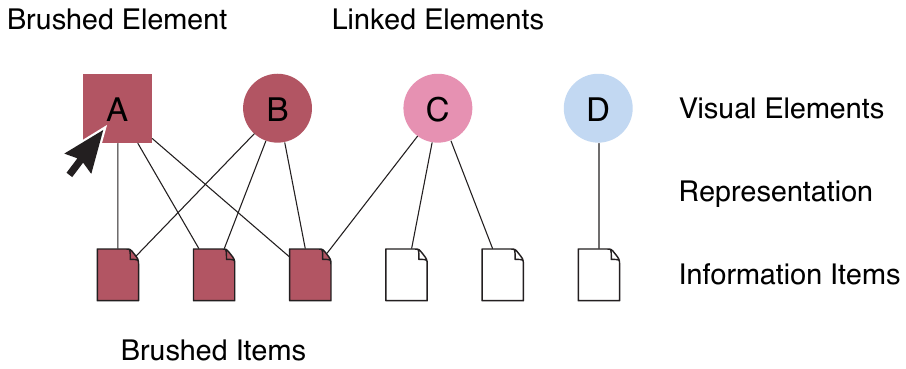 Brushed Element
Linked Elements
A
B
C
D
Visual Elements
Representation
Information Items
Brushed Items